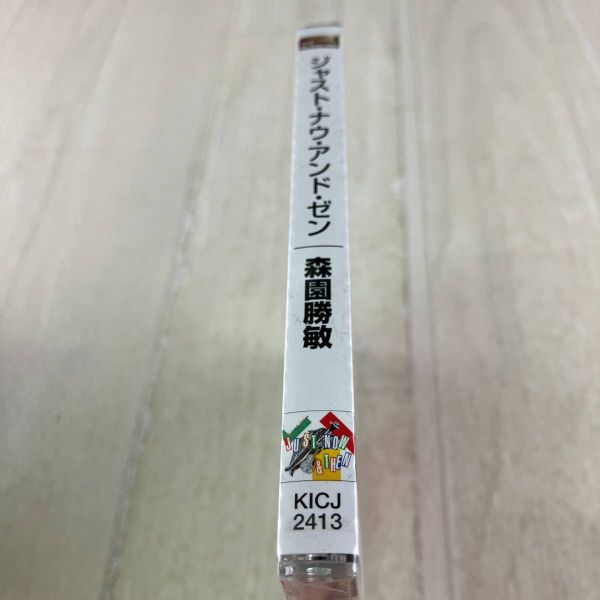 ジャスト・ナウ・アンド・ゼン
森園勝敏
JUST NOW
& THEN
KICJ
2413